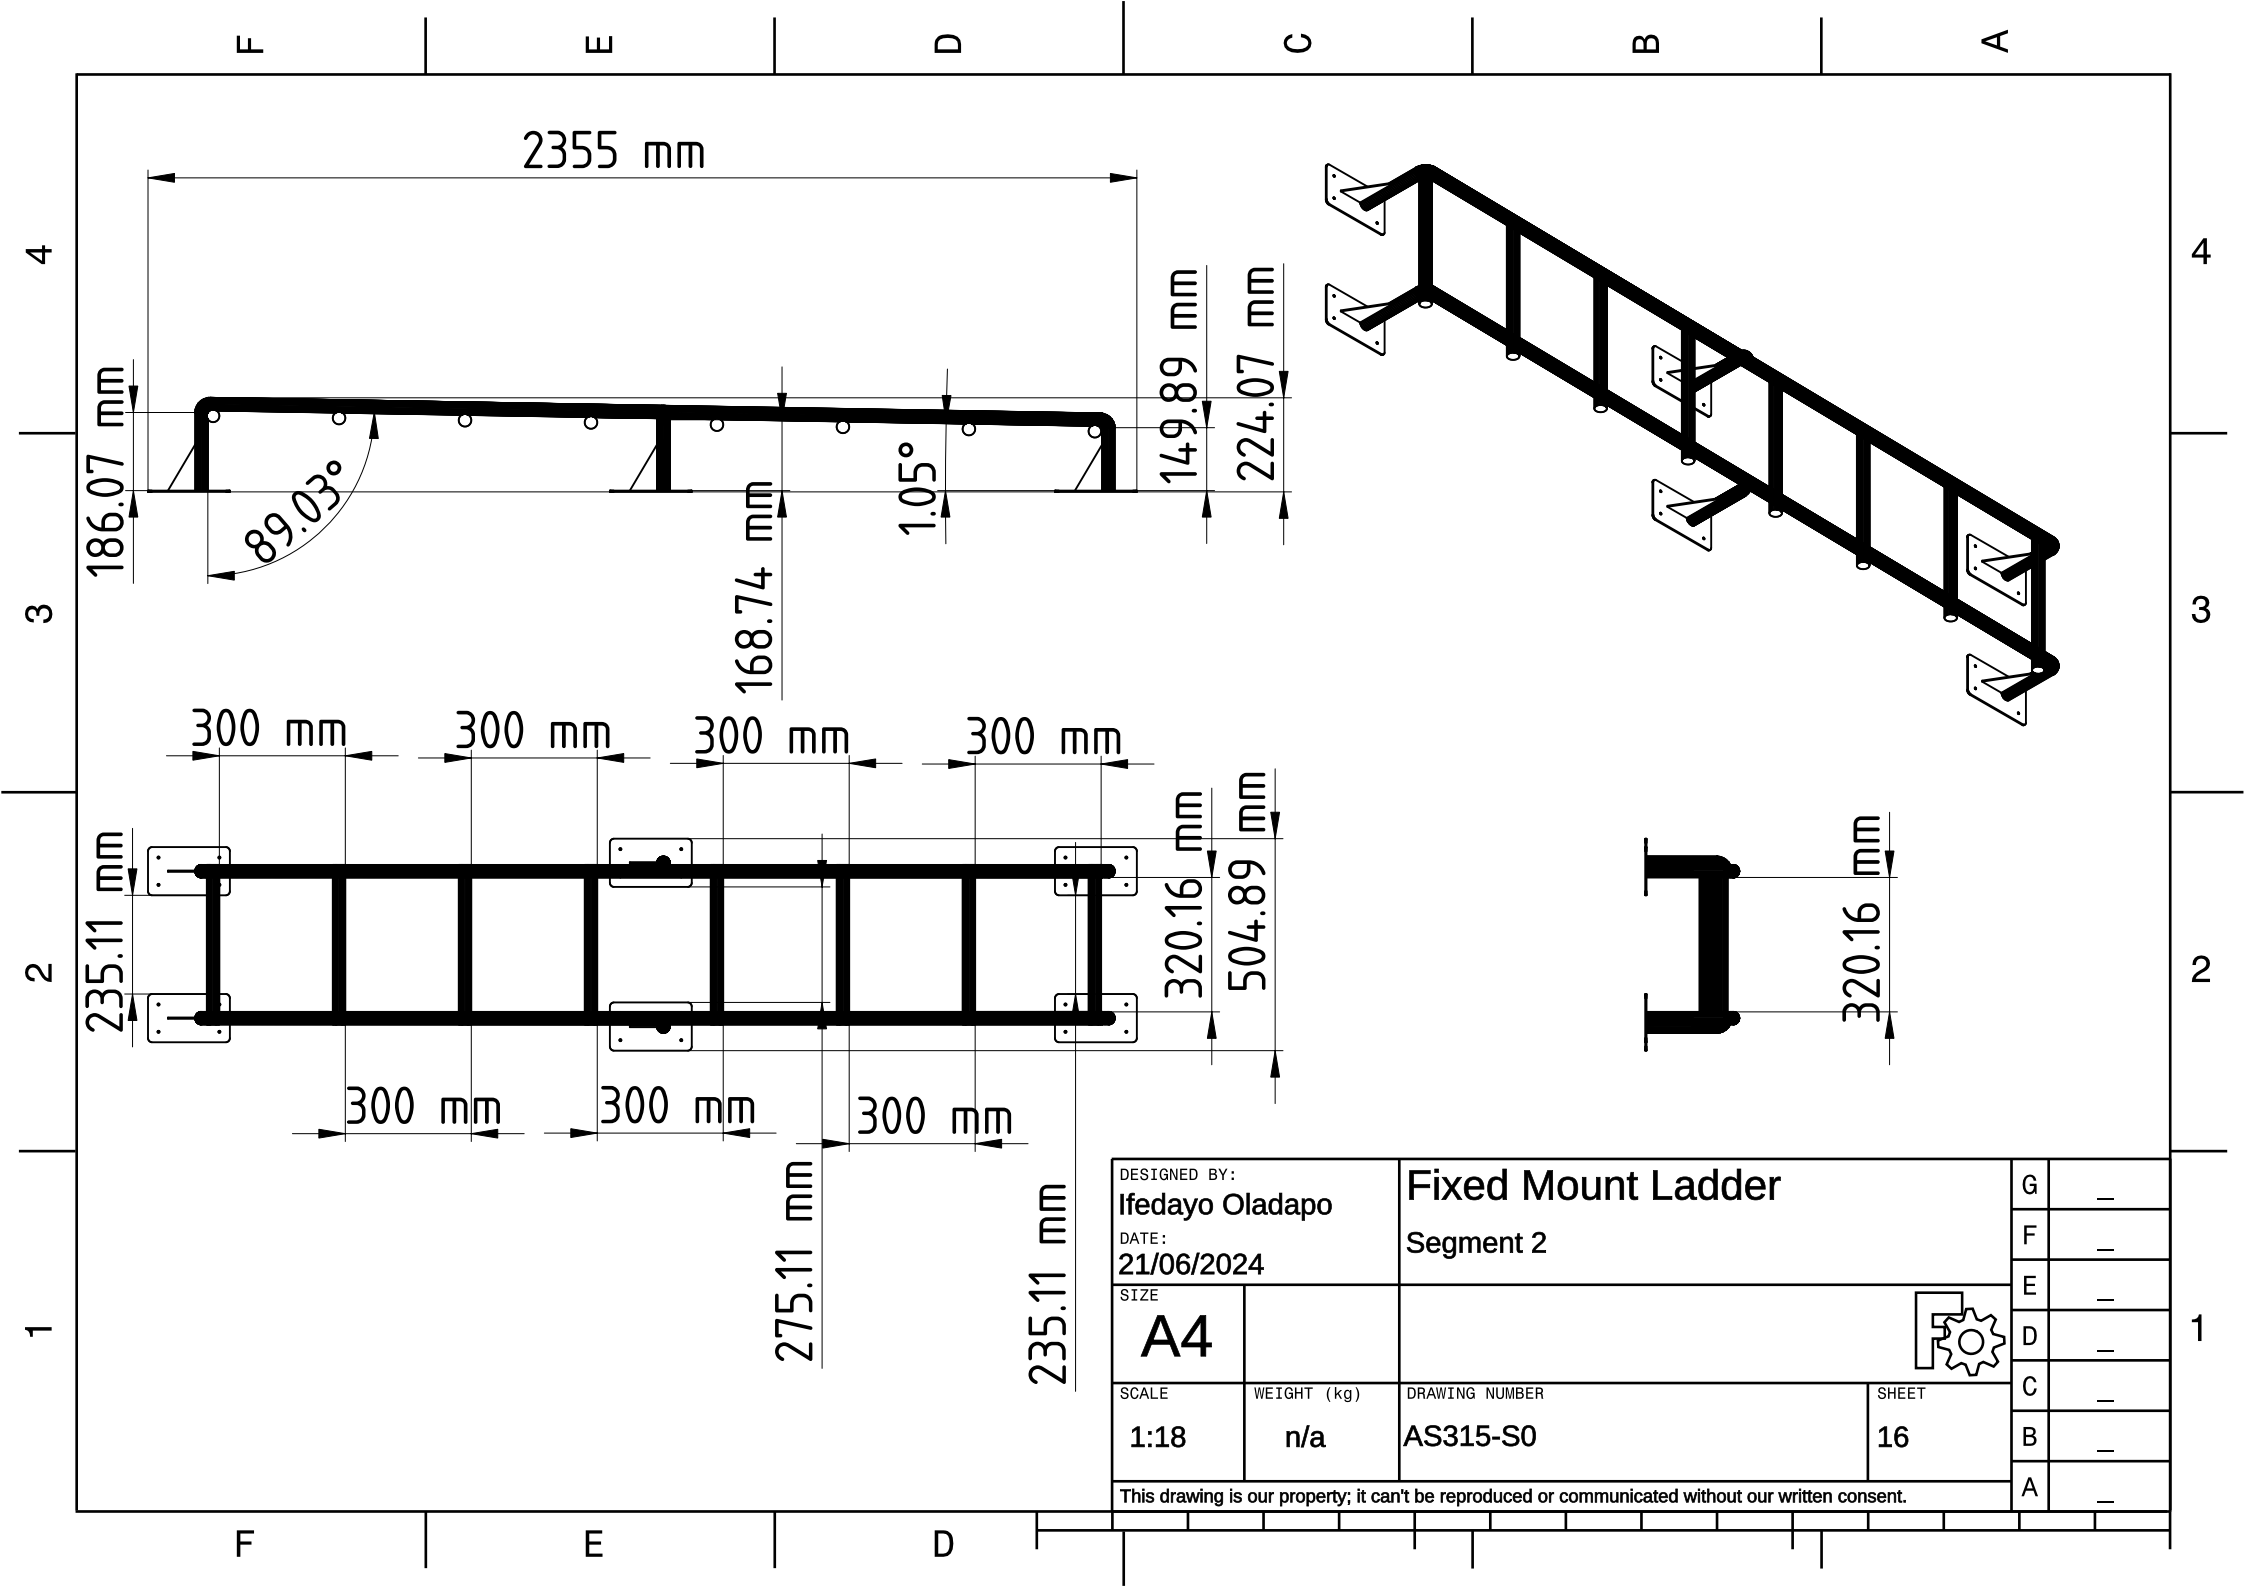 F E D C B A
4
4
2355 mm
186.07 mm
89.03°
168.74 mm
1.05°
149.89 mm
224.07 mm
3
3
300 mm
300 mm
300 mm
300 mm
235.11 mm
320.16 mm
504.89 mm
320.16 mm
2
2
300 mm
300 mm
300 mm
275.11 mm
235.11 mm
1
1
DESIGNED BY:
Ifedayo Oladapo
DATE:
21/06/2024
Fixed Mount Ladder
Segment 2
SIZE
A4
SCALE
1:18
WEIGHT (kg)
n/a
DRAWING NUMBER
AS315-S0
SHEET
16
This drawing is our property; it can't be reproduced or communicated without our written consent.
G _
F _
E _
D _
C _
B _
A _
F E D